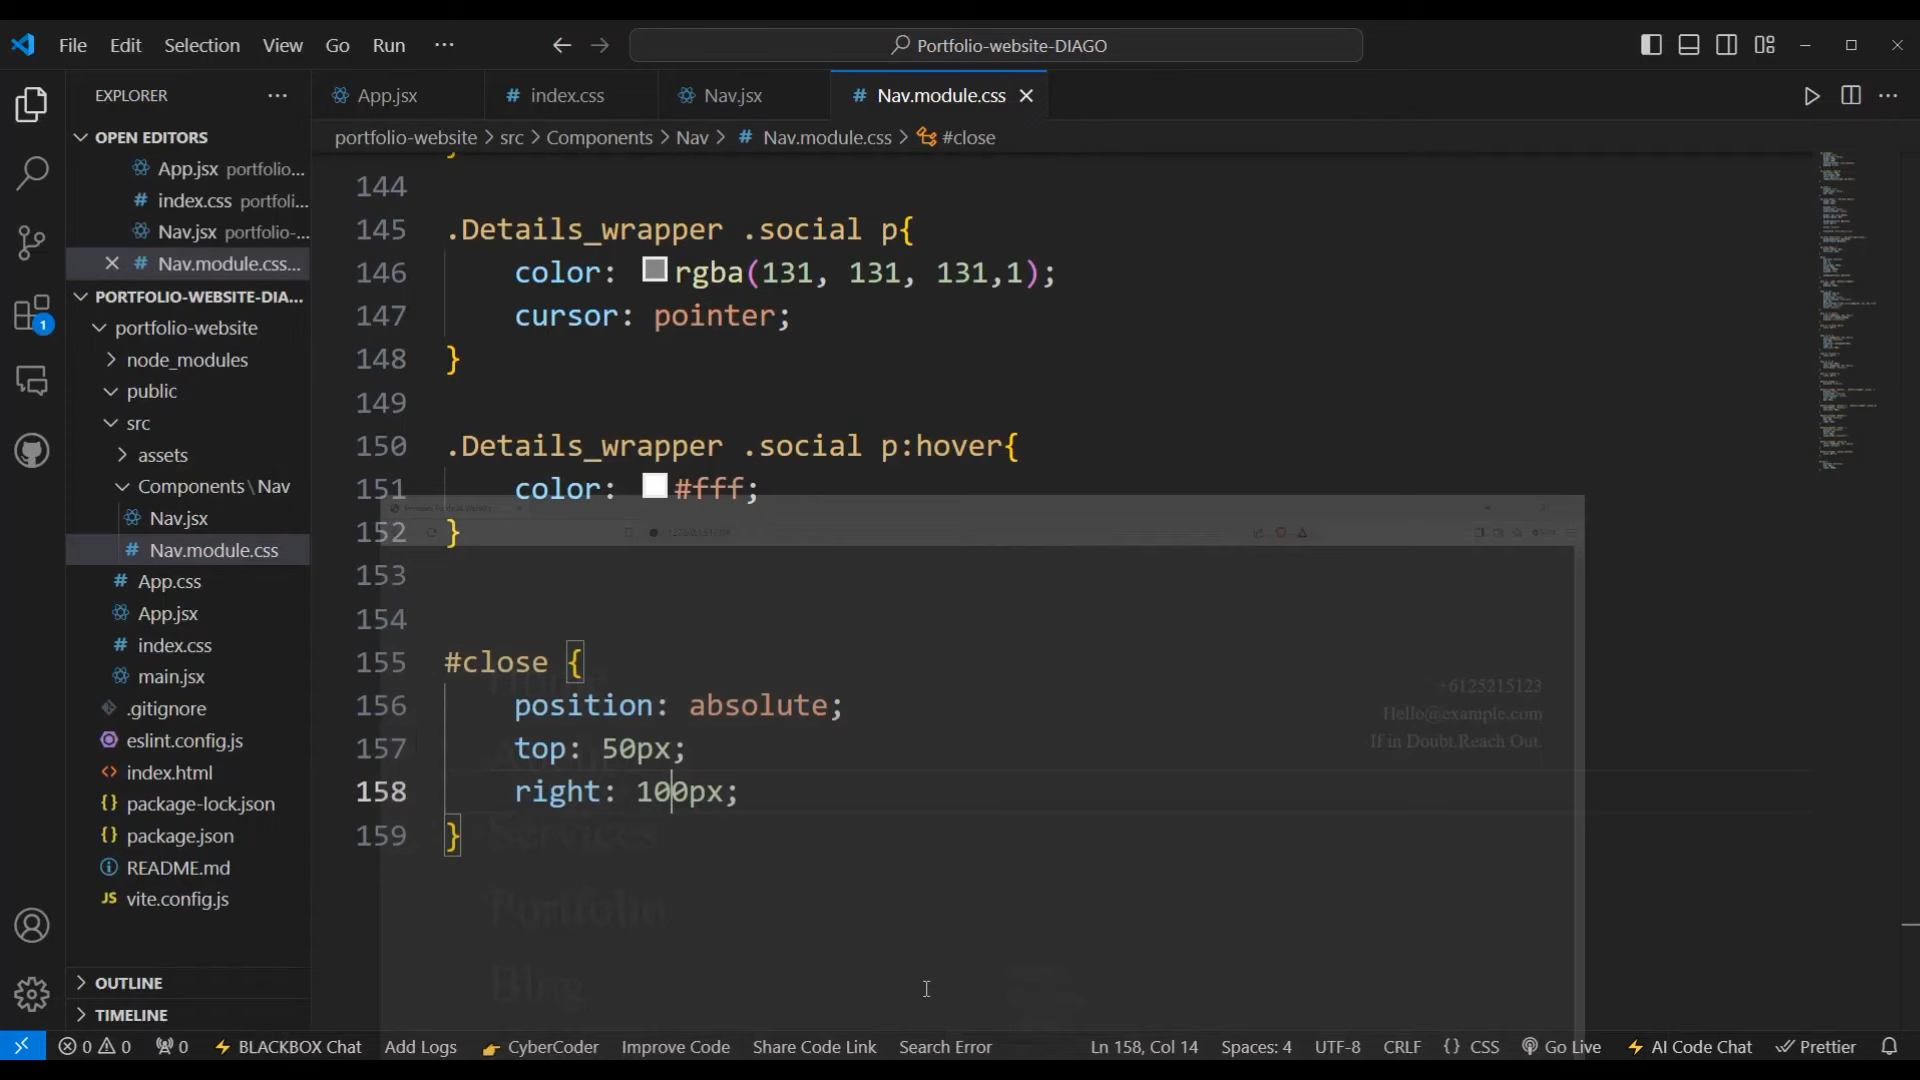 File Edit Selection View Go Run ··· Portfolio-website-DIAGO
EXPLORER
OPEN EDITORS
App.jsx portfolio...
index.css portfoli...
Nav.jsx portfolio-...
Nav.module.css...
PORTFOLIO-WEBSITE-DIA...
portfolio-website
node_modules
public
src
assets
Components\Nav
Nav.jsx
Nav.module.css
App.css
App.jsx
index.css
main.jsx
.gitignore
eslint.config.js
index.html
package-lock.json
package.json
README.md
vite.config.js
OUTLINE
TIMELINE
1
App.jsx index.css Nav.jsx Nav.module.css
portfolio-website > src > Components > Nav > # Nav.module.css > #close
144
145 .Details_wrapper .social p{
146 color: rgba(131, 131, 131,1);
147 cursor: pointer;
148 }
149
150 .Details_wrapper .social p:hover{
151 color: #fff;
152 }
153
154
155 #close {
156 position: absolute;
157 top: 50px;
158 right: 100px;
159 }
Home
Services
Portfolio
Blog
+6125215123
Hello@example.com
If in Doubt,Reach Out.
0 0 0 BLACKBOX Chat Add Logs CyberCoder Improve Code Share Code Link Search Error Ln 158, Col 14 Spaces: 4 UTF-8 CRLF {} CSS Go Live AI Code Chat Prettier